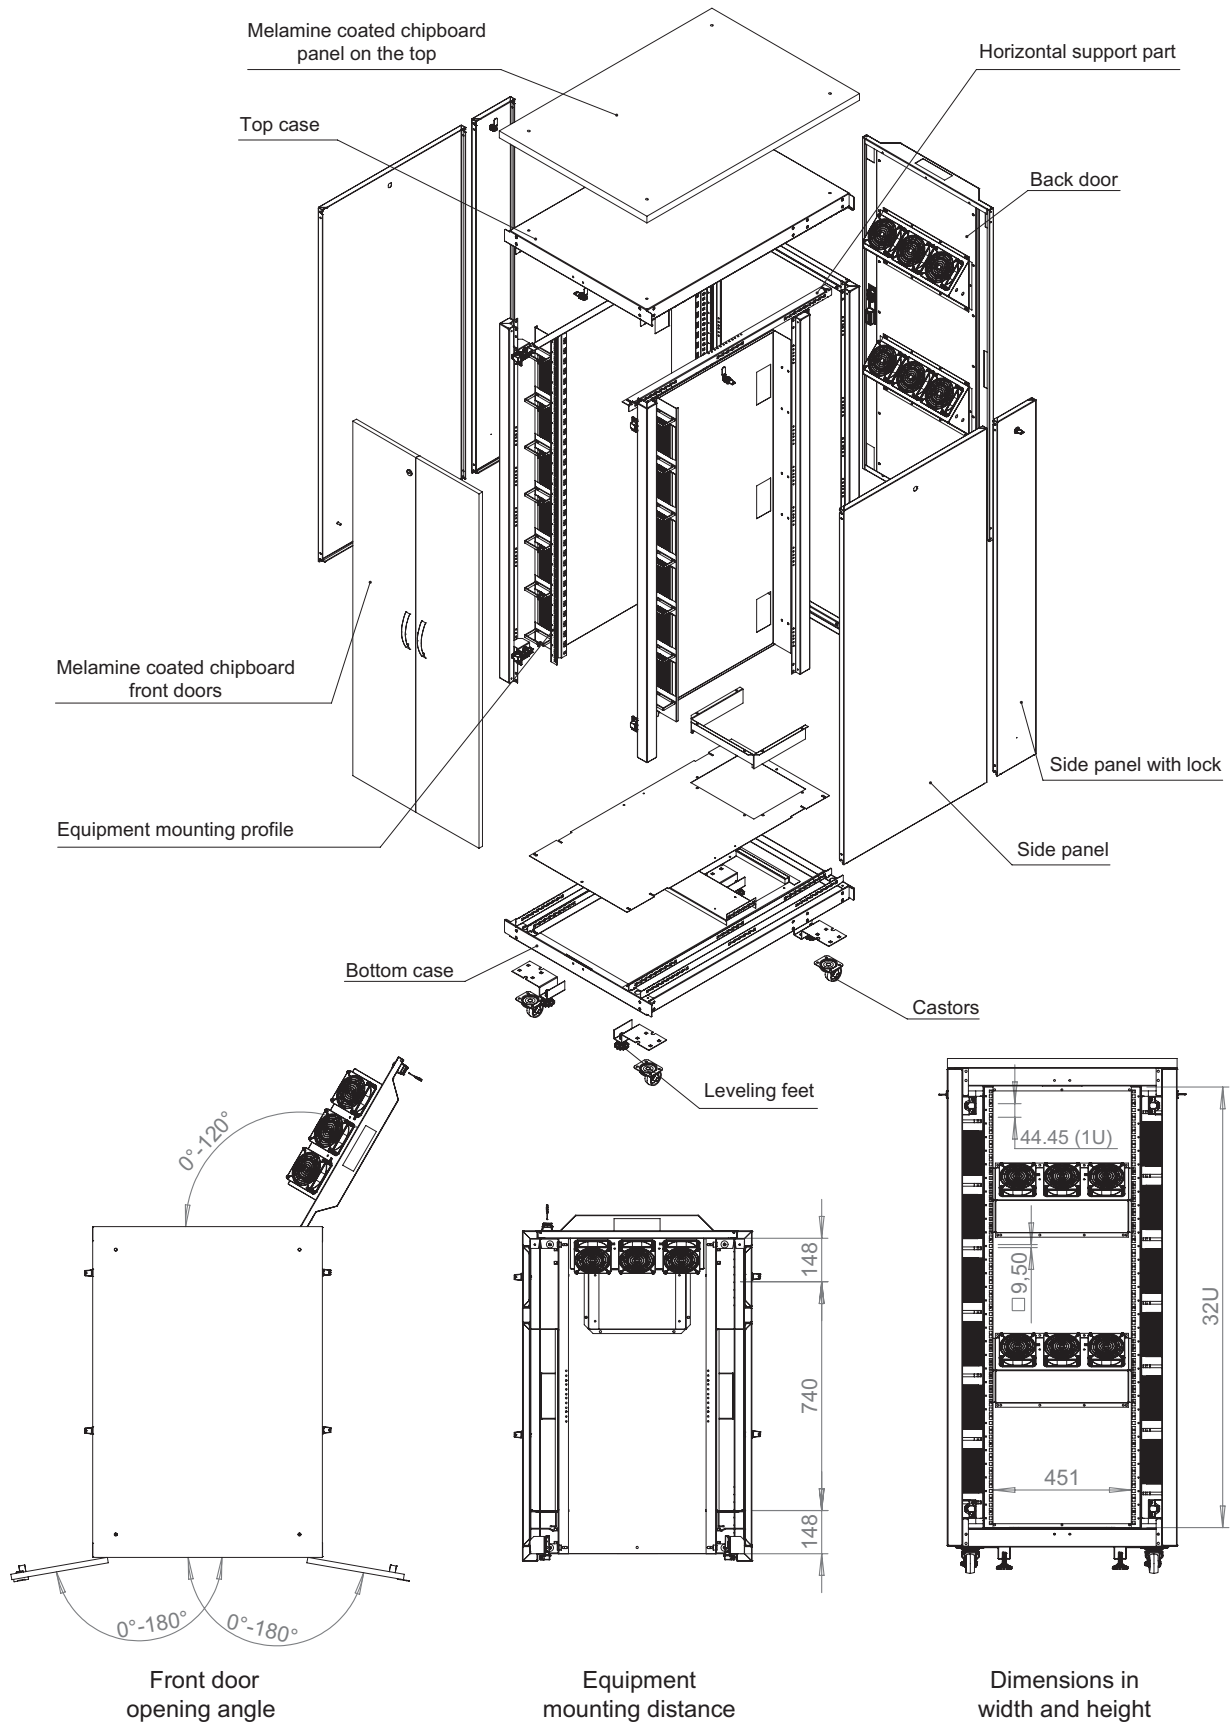 Melamine coated chipboard
panel on the top
Horizontal support part
Top case
Back door
Melamine coated chipboard
front doors
Side panel with lock
Equipment mounting profile
Side panel
Bottom case
Castors
Leveling feet
0°-120°
0°-180°
0°-180°
148
740
148
44.45 (1U)
□9,50
32U
451
Front door
opening angle
Equipment
mounting distance
Dimensions in
width and height